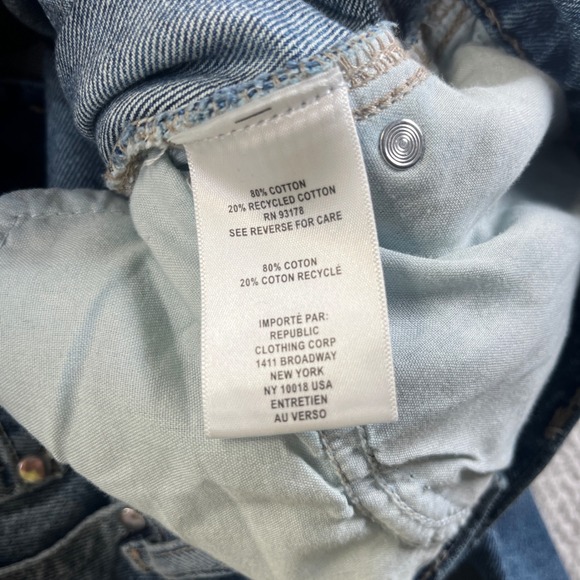 80% COTTON
20% RECYCLED COTTON
RN 93178
SEE REVERSE FOR CARE
80% COTON
20% COTON RECYCLÉ
IMPORTÉ PAR:
REPUBLIC
CLOTHING CORP
1411 BROADWAY
NEW YORK
NY 10018 USA
ENTRETIEN
AU VERSO